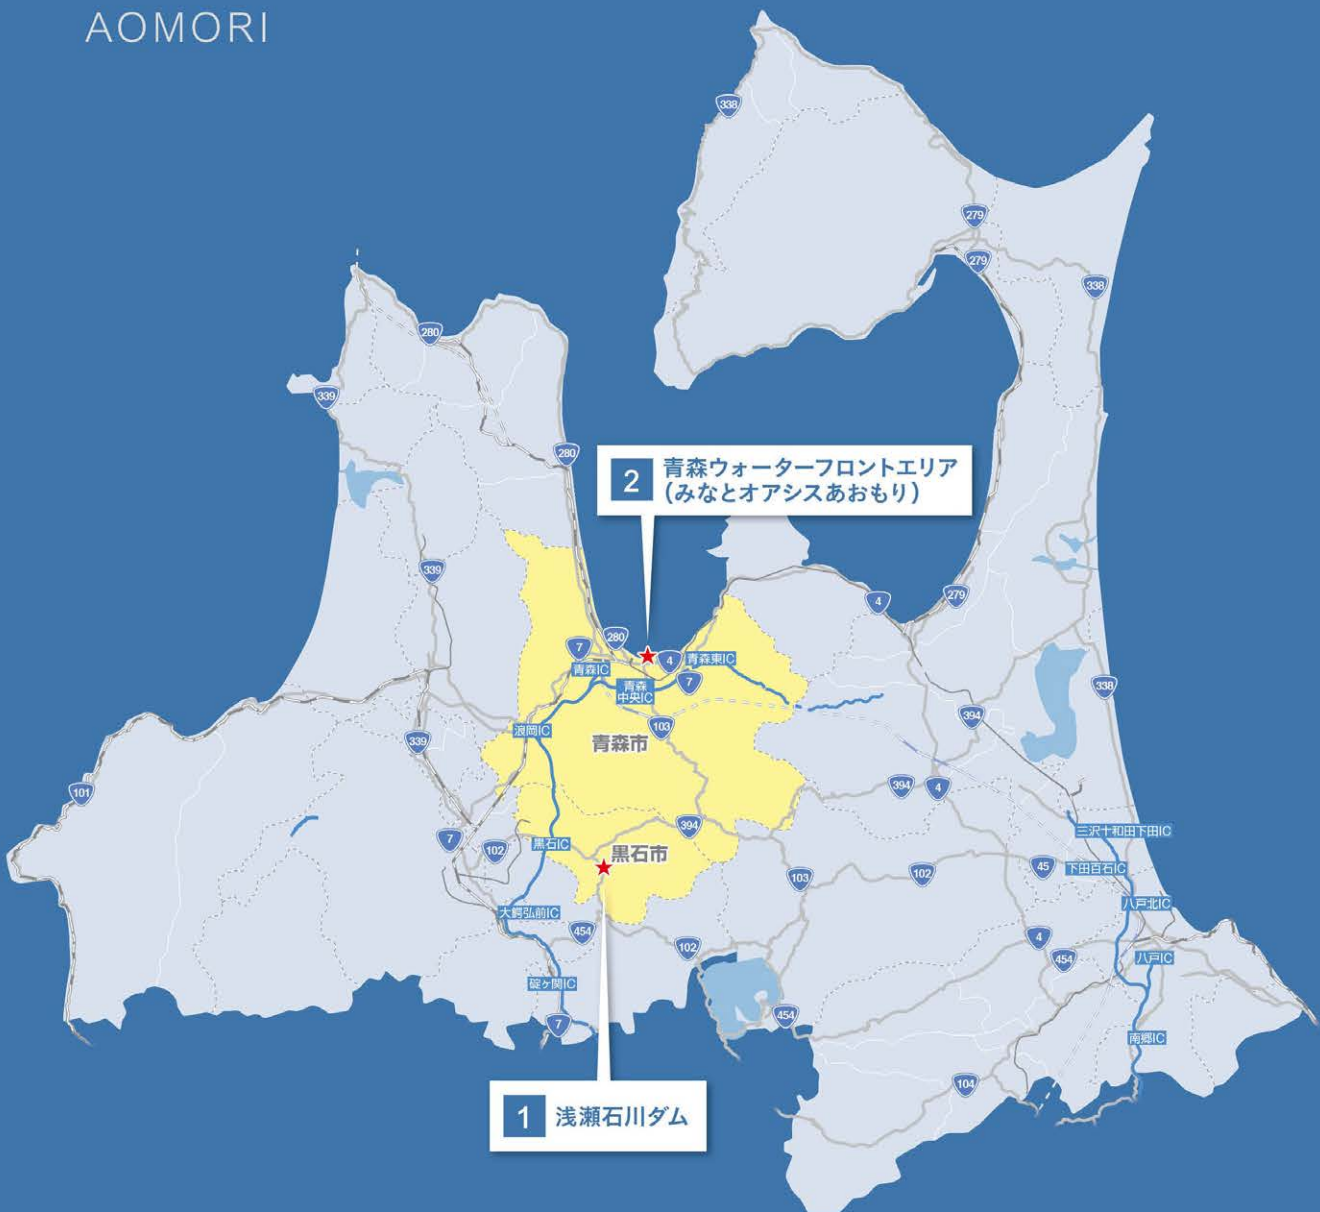 AOMORI
338
279
279
338
280
339
280
2 青森ウォーターフロントエリア
(みなとオアシスあおもり)
339
279
4
280
7
4
青森東IC
青森IC
青森
中央IC
7
338
394
103
浪岡IC
339
青森市
101
394
4
394
三沢十和田下田IC
7
102
黒石IC
黒石市
103
102
45
下田百石IC
八戸北IC
大鰐弘前IC
454
102
4
454
八戸IC
碇ヶ関IC
7
454
南郷IC
104
1 浅瀬石川ダム